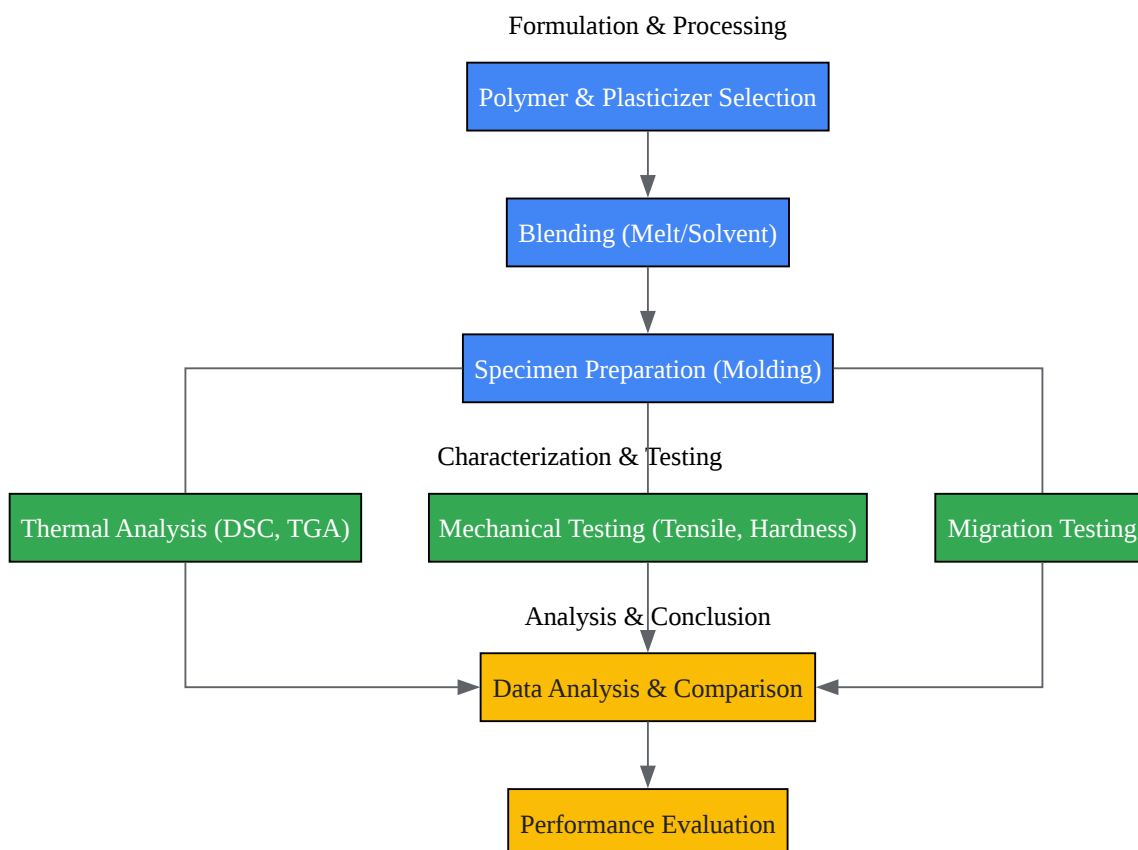 Formulation & Processing
Polymer & Plasticizer Selection
Blending (Melt/Solvent)
Specimen Preparation (Molding)
Characterization & Testing
Thermal Analysis (DSC, TGA)
Mechanical Testing (Tensile, Hardness)
Migration Testing
Analysis & Conclusion
Data Analysis & Comparison
Performance Evaluation